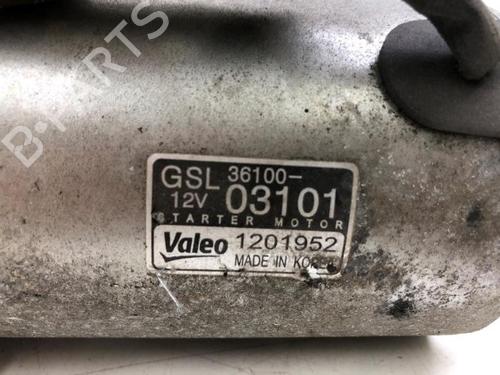 B-PARTS
GSL 36100-
12V 03101
STARTER MOTOR
Valeo 1201952
MADE IN KOREA